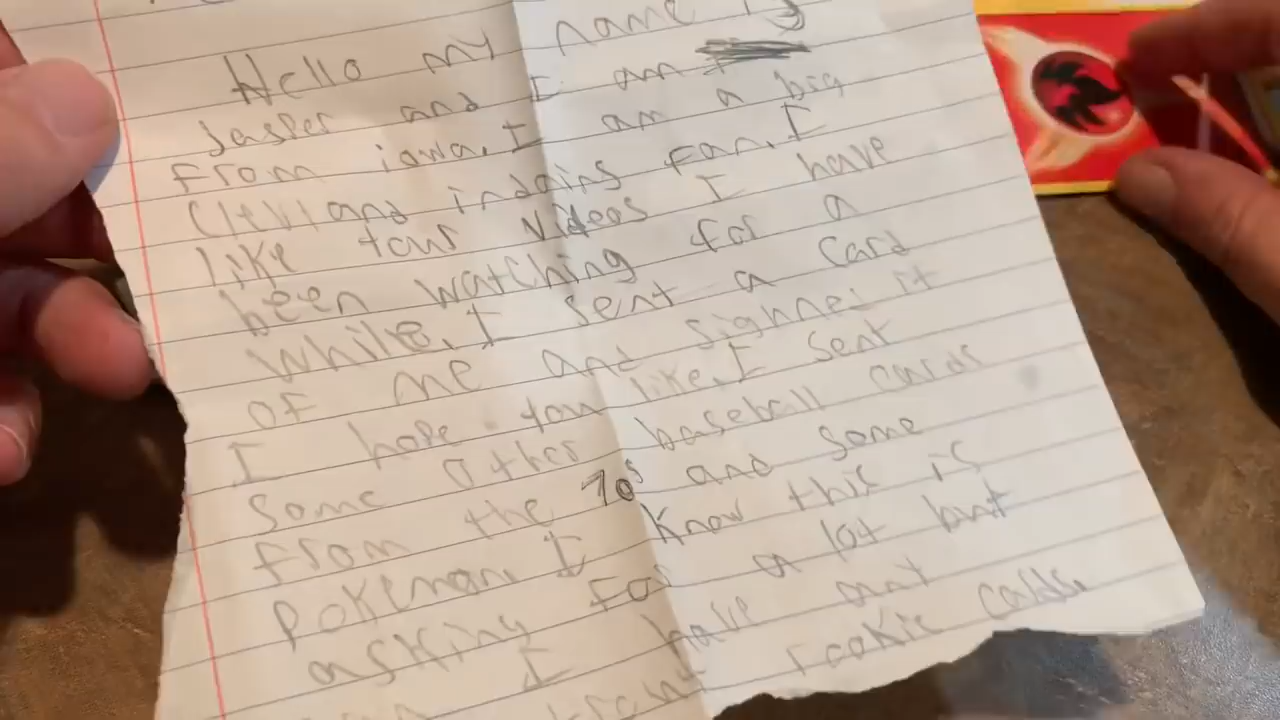 Hello my name is
Jasper and I am
from iowa. I am a big
Clevland indains fan. I
like your videos I have
been watching for a
while. I sent a card
of me and signned it
I hope you like. I sent
some other baseball cards
from the 70s and some
pokemon. I know this is
asking for a lot but
I have
rookie cards.